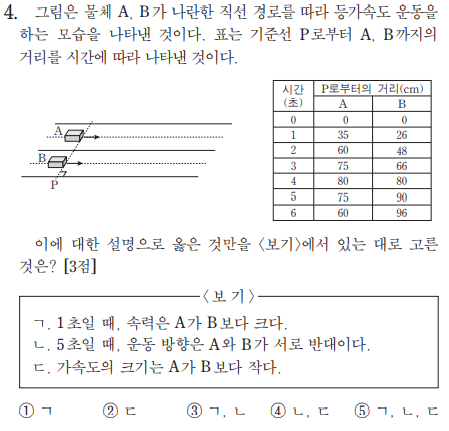 4. 그림은 물체 A, B가 나란한 직선 경로를 따라 등가속도 운동을
하는 모습을 나타낸 것이다. 표는 기준선 P로부터 A, B까지의
거리를 시간에 따라 나타낸 것이다.
A
B
P
시간(초) P로부터의 거리(cm)
A B
0 0 0
1 35 26
2 60 48
3 75 66
4 80 80
5 75 90
6 60 96
이에 대한 설명으로 옳은 것만을 〈보기〉에서 있는 대로 고른
것은? [3점]
〈보 기〉
ㄱ. 1초일 때, 속력은 A가 B보다 크다.
ㄴ. 5초일 때, 운동 방향은 A와 B가 서로 반대이다.
ㄷ. 가속도의 크기는 A가 B보다 작다.
① ㄱ ② ㄷ ③ ㄱ, ㄴ ④ ㄴ, ㄷ ⑤ ㄱ, ㄴ, ㄷ